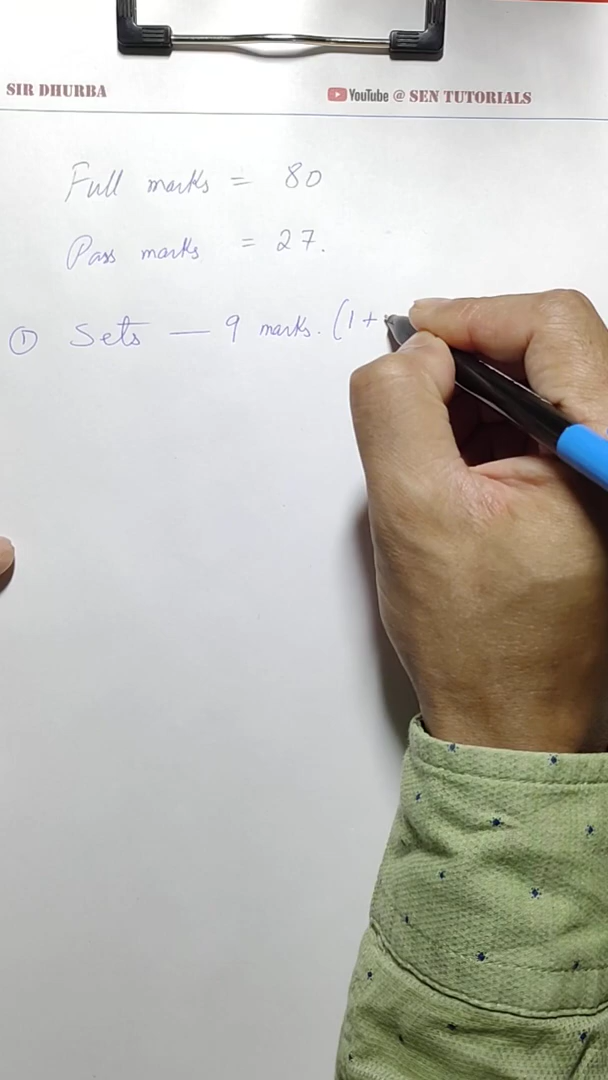 SIR DHURBA
YouTube @ SEN TUTORIALS
Full marks = 80
Pass marks = 27.
① Sets — 9 marks. (1+